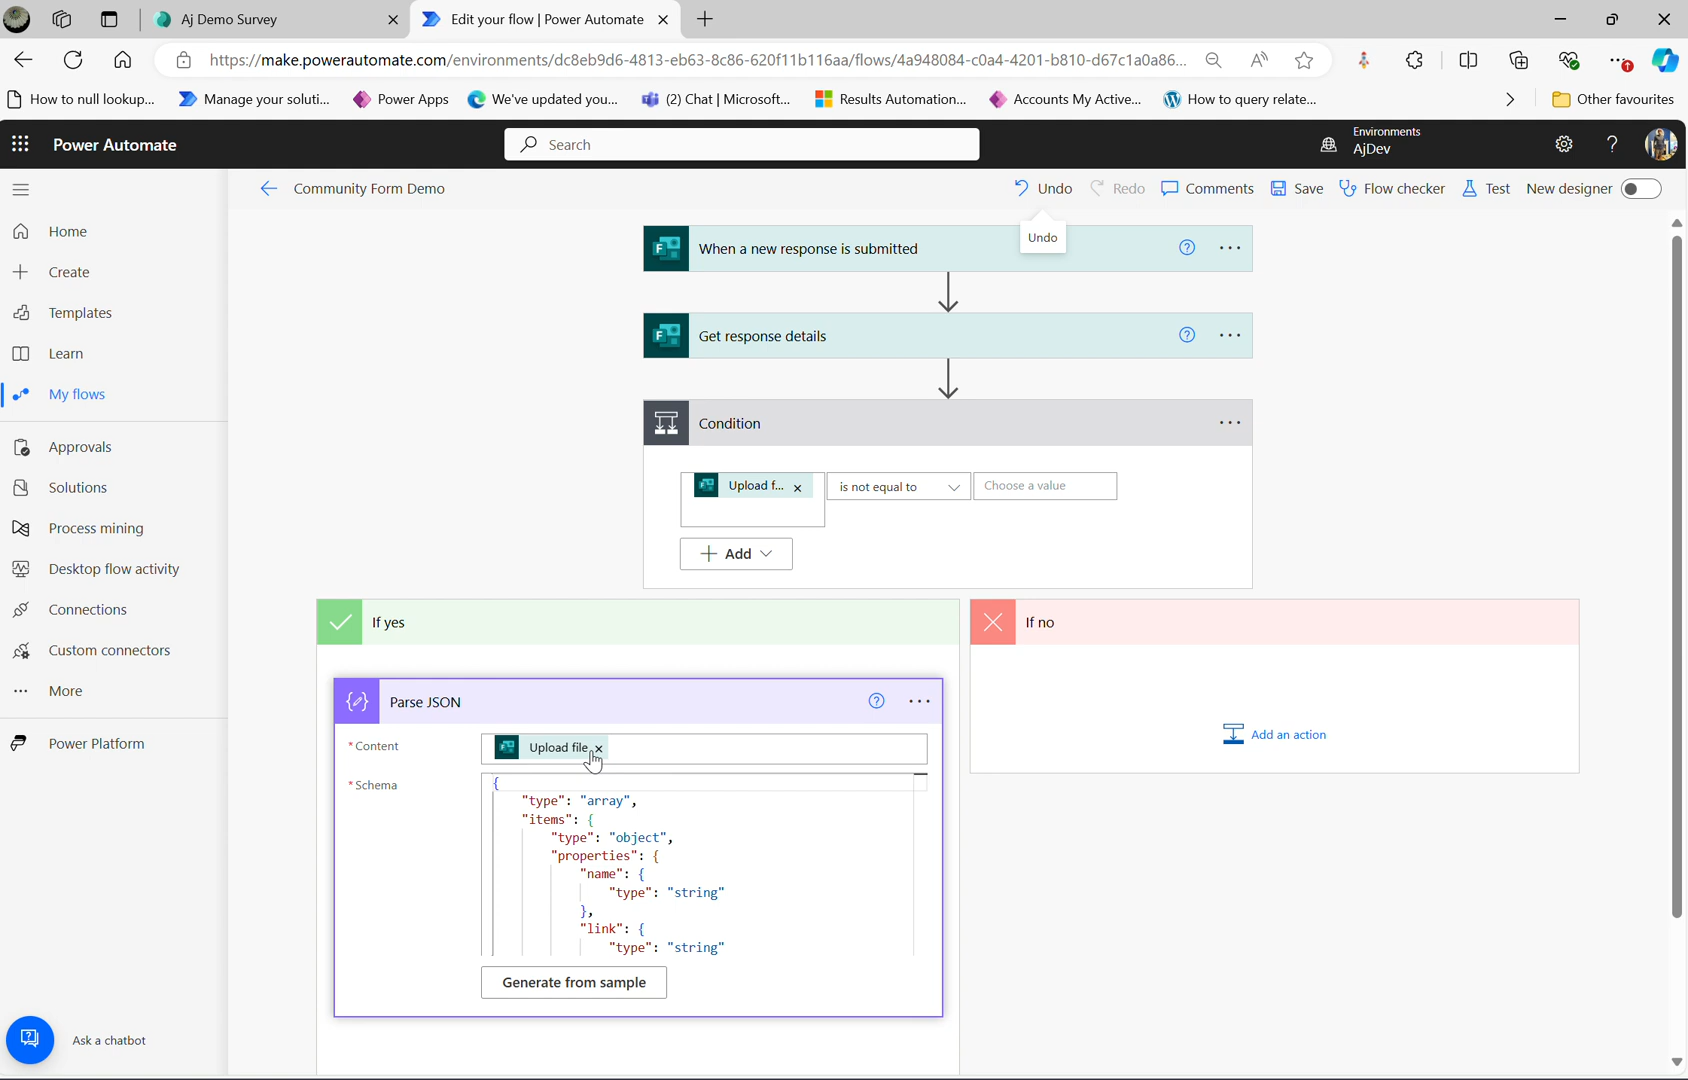 Aj Demo Survey
Edit your flow | Power Automate
https://make.powerautomate.com/environments/dc8eb9d6-4813-eb63-8c86-620f11b116aa/flows/4a948084-c0a4-4201-b810-d67c1a0a86...
How to null lookup...
Manage your soluti...
Power Apps
We've updated you...
(2) Chat | Microsoft...
Results Automation...
Accounts My Active...
How to query relate...
Other favourites
Power Automate
Search
Environments
AjDev
Community Form Demo
Undo
Redo
Comments
Save
Flow checker
Test
New designer
Undo
Home
Create
Templates
Learn
My flows
Approvals
Solutions
Process mining
Desktop flow activity
Connections
Custom connectors
More
Power Platform
Ask a chatbot
When a new response is submitted
Get response details
Condition
Upload f...
is not equal to
Choose a value
Add
If yes
If no
Add an action
Parse JSON
* Content
Upload file
* Schema
{
"type": "array",
"items": {
"type": "object",
"properties": {
"name": {
"type": "string"
},
"link": {
"type": "string"
Generate from sample